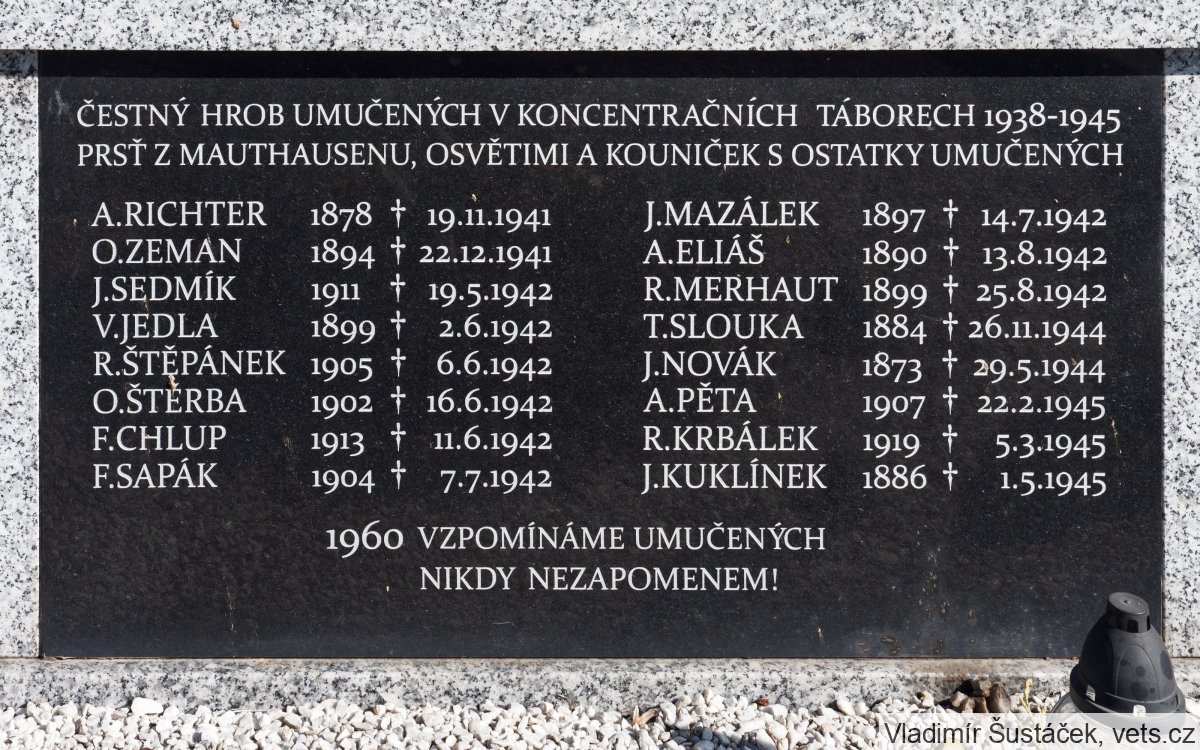 ČESTNÝ HROB UMUČENÝCH V KONCENTRAČNÍCH TÁBORECH 1938-1945
PRSŤ Z MAUTHAUSENU, OSVĚTIMI A KOUNIČEK S OSTATKY UMUČENÝCH
A.RICHTER 1878 † 19.11.1941
O.ZEMAN 1894 † 22.12.1941
J.SEDMÍK 1911 † 19.5.1942
V.JEDLA 1899 † 2.6.1942
R.ŠTĚPÁNEK 1905 † 6.6.1942
O.ŠTĚRBA 1902 † 16.6.1942
F.CHLUP 1913 † 11.6.1942
F.SAPÁK 1904 † 7.7.1942
J.MAZÁLEK 1897 † 14.7.1942
A.ELIÁŠ 1890 † 13.8.1942
R.MERHAUT 1899 † 25.8.1942
T.SLOUKA 1884 † 26.11.1944
J.NOVÁK 1873 † 29.5.1944
A.PĚTA 1907 † 22.2.1945
R.KRBÁLEK 1919 † 5.3.1945
J.KUKLÍNEK 1886 † 1.5.1945
1960 VZPOMÍNÁME UMUČENÝCH
NIKDY NEZAPOMENEM!
Vladimír Šustáček, vets.cz